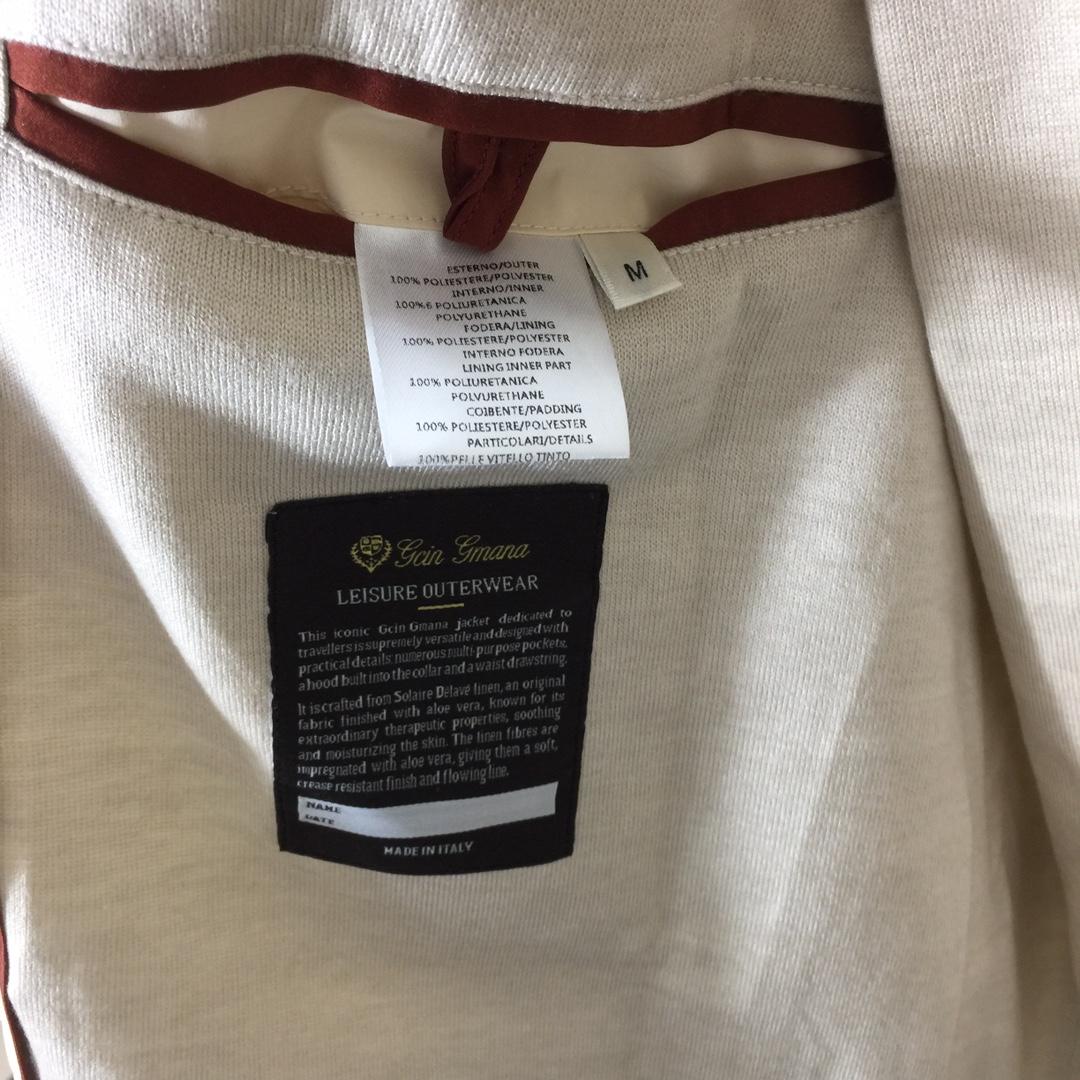 ESTERNO/OUTER
100% POLIESTERE/POLYESTER
INTERNO/INNER
100%6 POLIURETANICA
POLYURETHANE
FODERA/LINING
100% POLIESTERE/POLYESTER
INTERNO FODERA
LINING INNER PART
100% POLIURETANICA
POLYURETHANE
COIBENTE/PADDING
100% POLIESTERE/POLYESTER
PARTICOLARI/DETAILS
100%PELLE VITELLO TINTO
M
Gcin Gmana
LEISURE OUTERWEAR
This iconic Gcin Gmana jacket dedicated to
travellers is supremely versatile and designed with
practical details: numerous multi-purpose pockets,
a hood built into the collar and a waist drawstring.
It is crafted from Solaire Delavé linen, an original
fabric finished with aloe vera, known for its
extraordinary therapeutic properties, soothing
and moisturizing the skin. The linen fibres are
impregnated with aloe vera, giving them a soft,
crease resistant finish and flowing line.
NAME
DATE
MADE IN ITALY